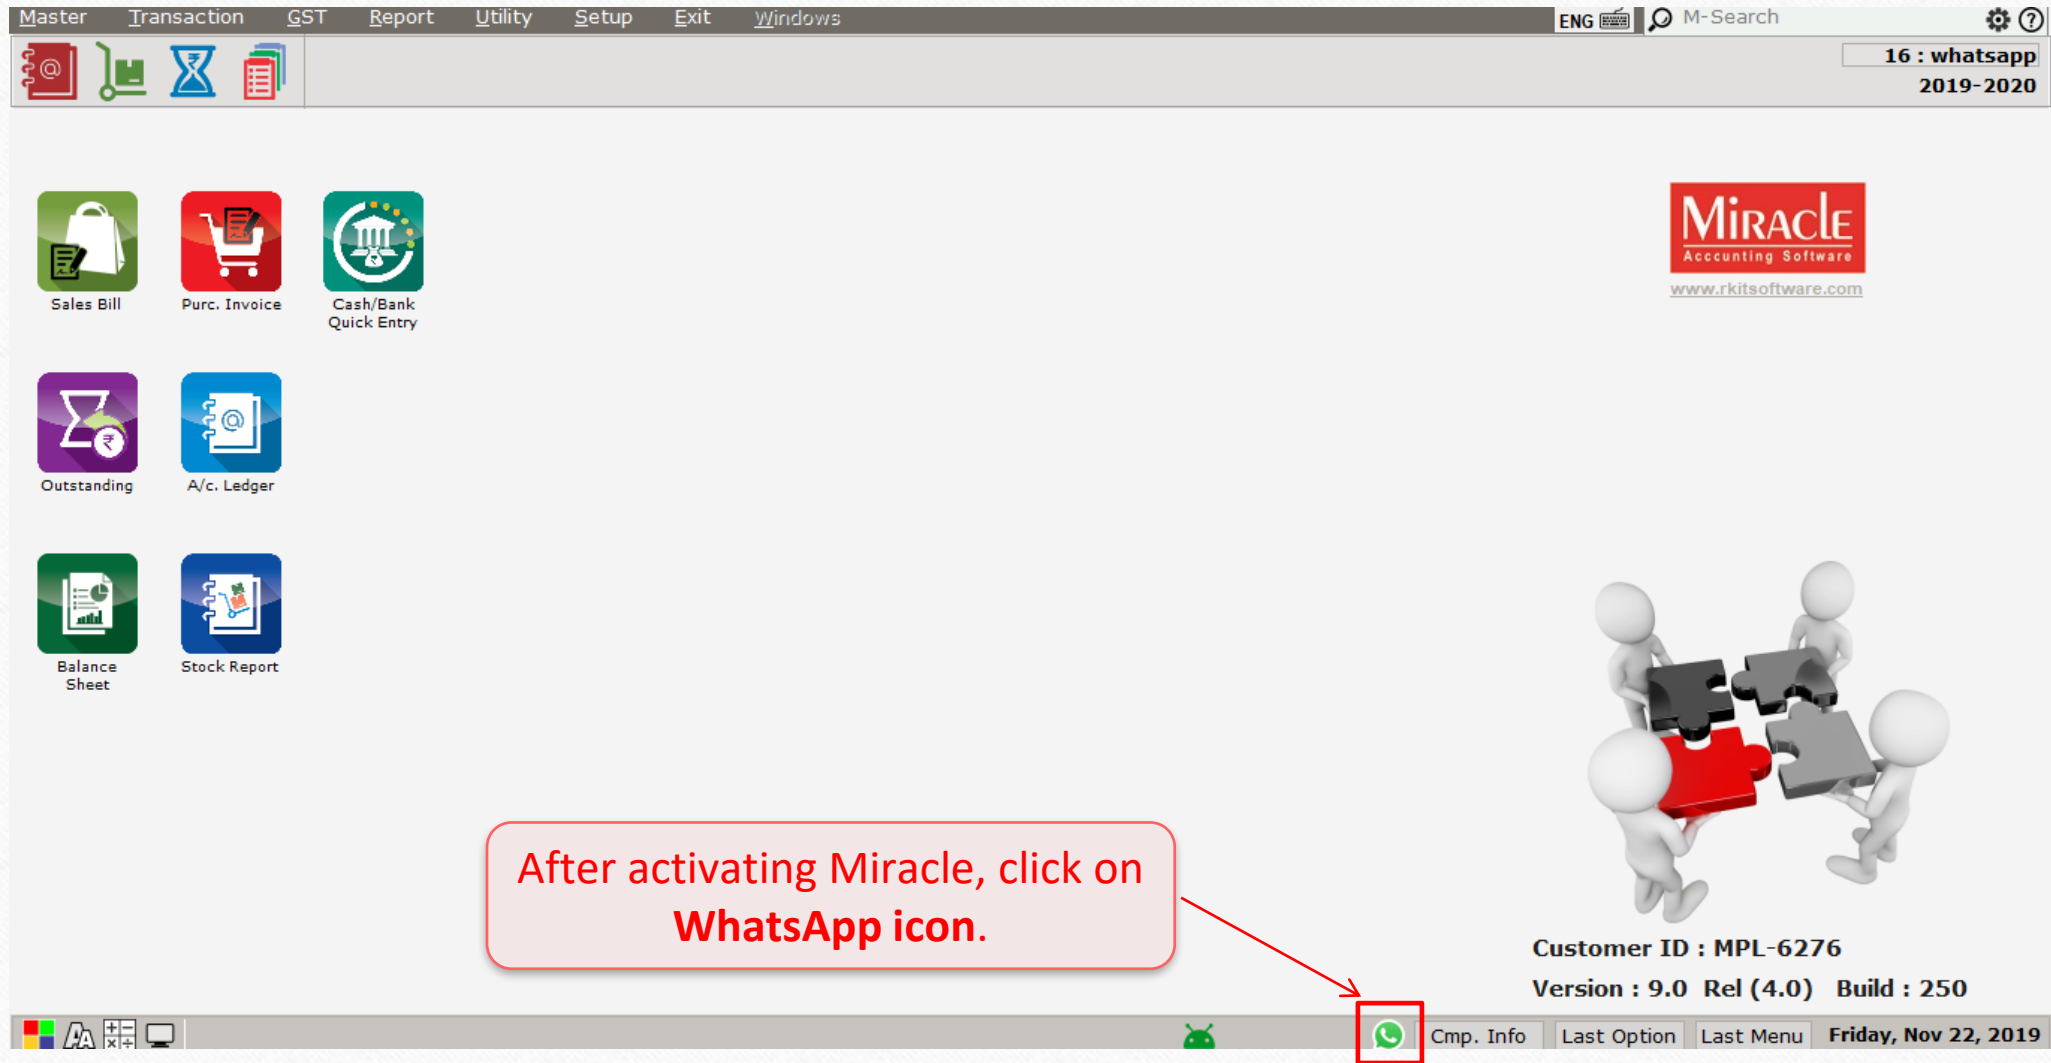 Master Transaction GST Report Utility Setup Exit Windows ENG M-Search
16 : whatsapp
2019-2020
MIRACLE
Acccunting Software
www.rkitsoftware.com
Sales Bill Purc. Invoice Cash/Bank
Quick Entry
Outstanding A/c. Ledger
Balance
Sheet
Stock Report
After activating Miracle, click on
WhatsApp icon.
Customer ID : MPL-6276
Version : 9.0 Rel (4.0) Build : 250
Cmp. Info Last Option Last Menu Friday, Nov 22, 2019